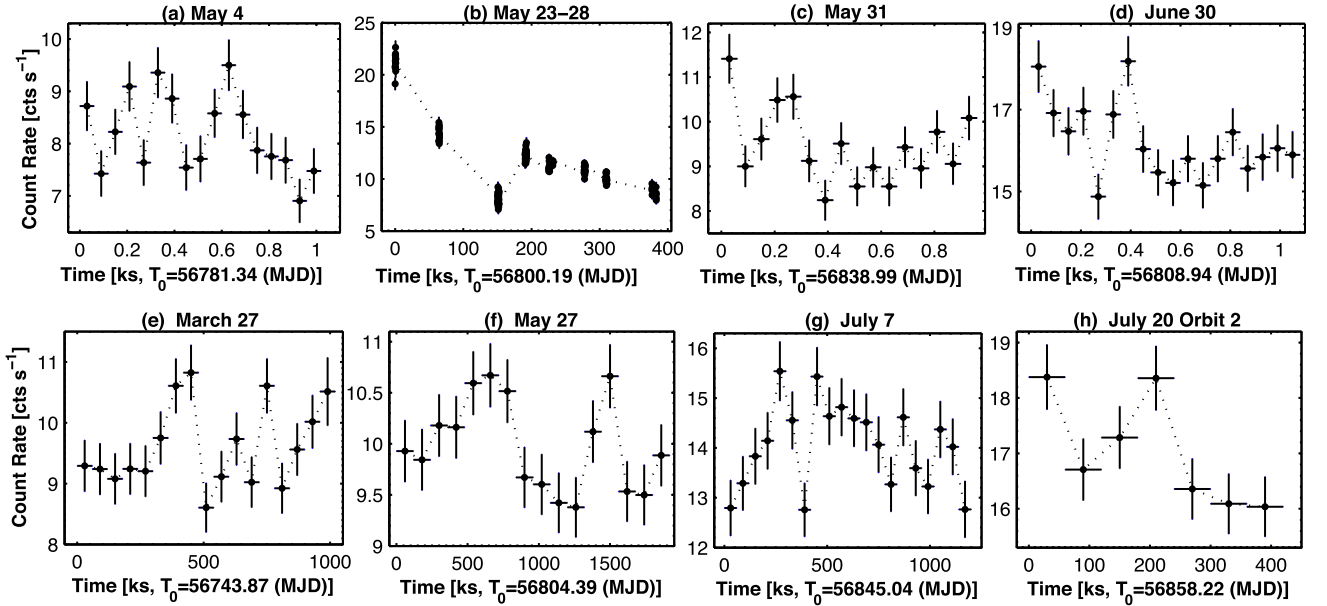 (a) May 4
(b) May 23–28
(c) May 31
(d) June 30
Count Rate [cts s⁻¹]
10
9
8
7
0 0.2 0.4 0.6 0.8 1
25
20
15
10
5
0 100 200 300 400
12
11
10
9
8
0 0.2 0.4 0.6 0.8
19
17
15
0 0.2 0.4 0.6 0.8 1
Time [ks, T₀=56781.34 (MJD)]
Time [ks, T₀=56800.19 (MJD)]
Time [ks, T₀=56838.99 (MJD)]
Time [ks, T₀=56808.94 (MJD)]
(e) March 27
(f) May 27
(g) July 7
(h) July 20 Orbit 2
Count Rate [cts s⁻¹]
11
10
9
8
0 500 1000
11
10.5
10
9.5
9
0 500 1000 1500
16
15
14
13
12
0 500 1000
19
18
17
16
0 100 200 300 400
Time [ks, T₀=56743.87 (MJD)]
Time [ks, T₀=56804.39 (MJD)]
Time [ks, T₀=56845.04 (MJD)]
Time [ks, T₀=56858.22 (MJD)]